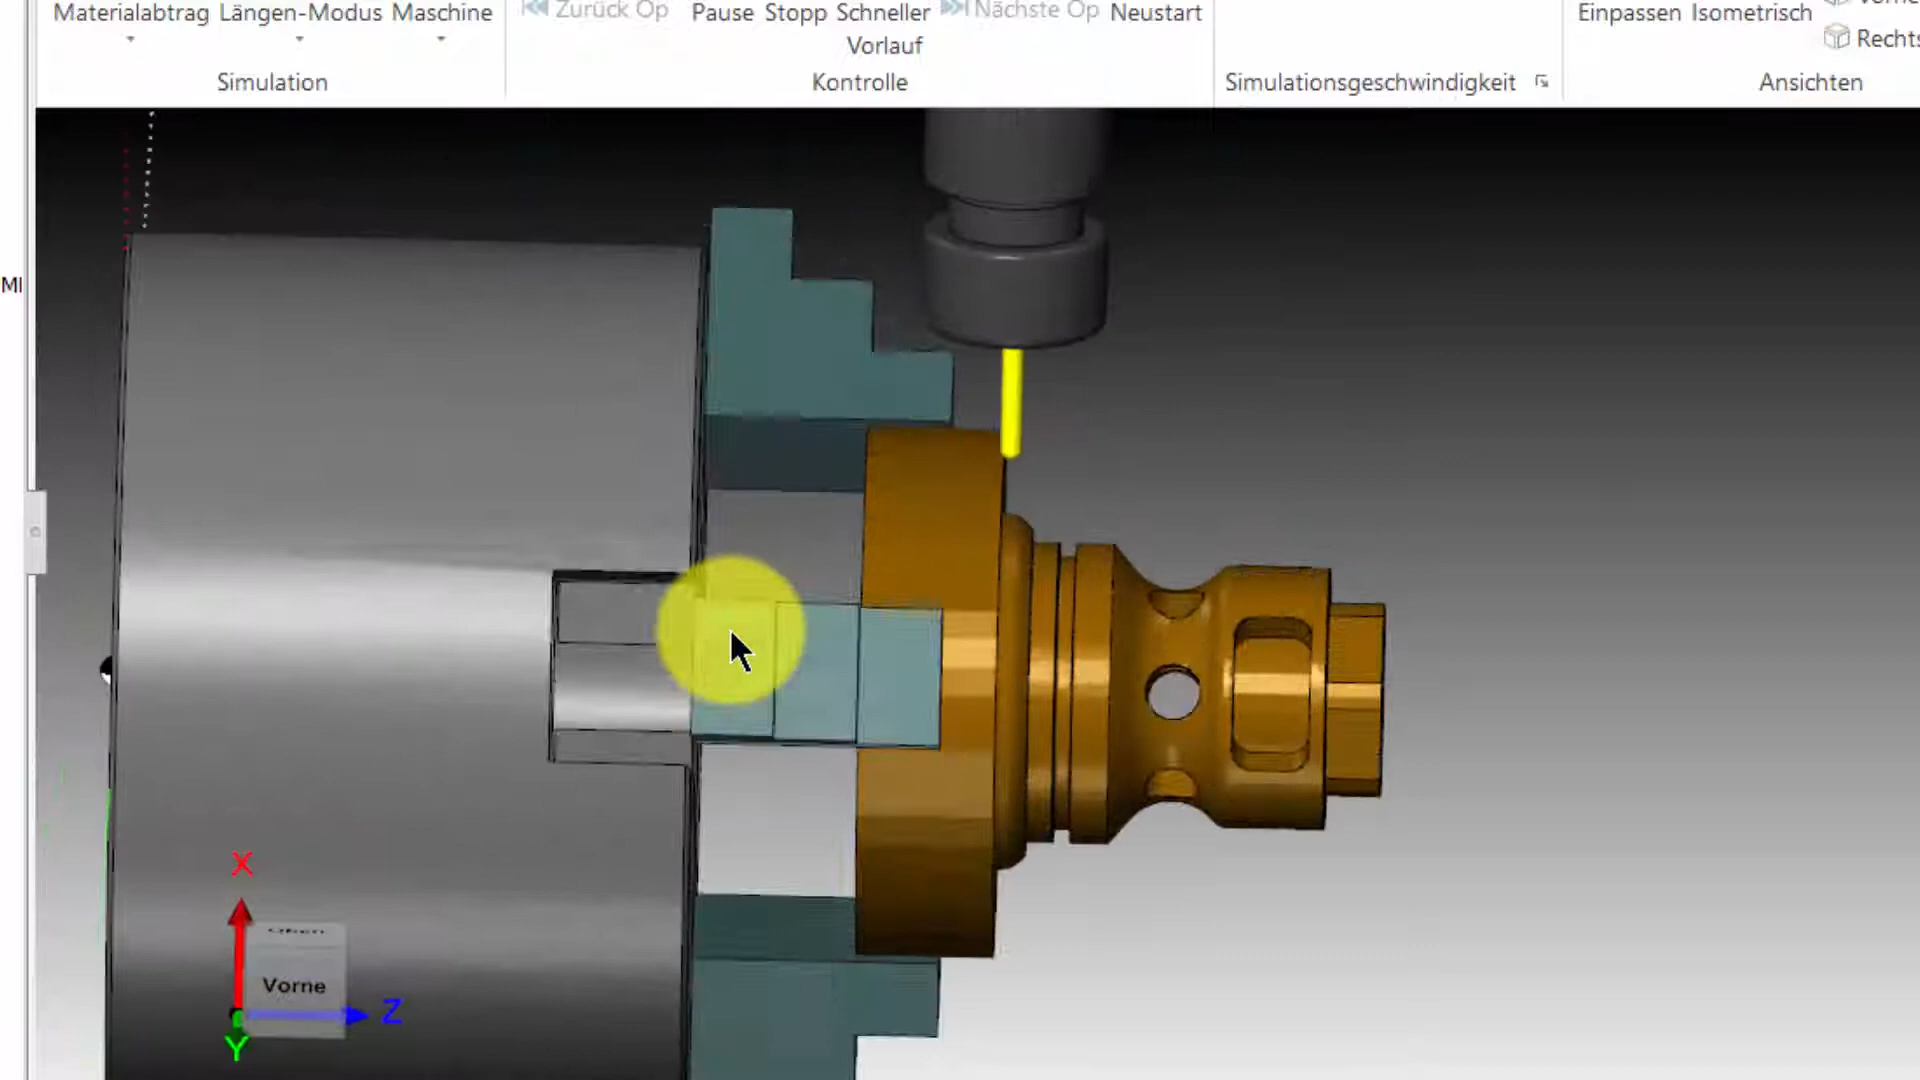 Materialabtrag Längen-Modus Maschine
Zurück Op Pause Stopp Schneller Vorlauf Nächste Op Neustart
Einpassen Isometrisch
Rechts
Simulation Kontrolle Simulationsgeschwindigkeit Ansichten
MI
X
Vorne
Z
Y